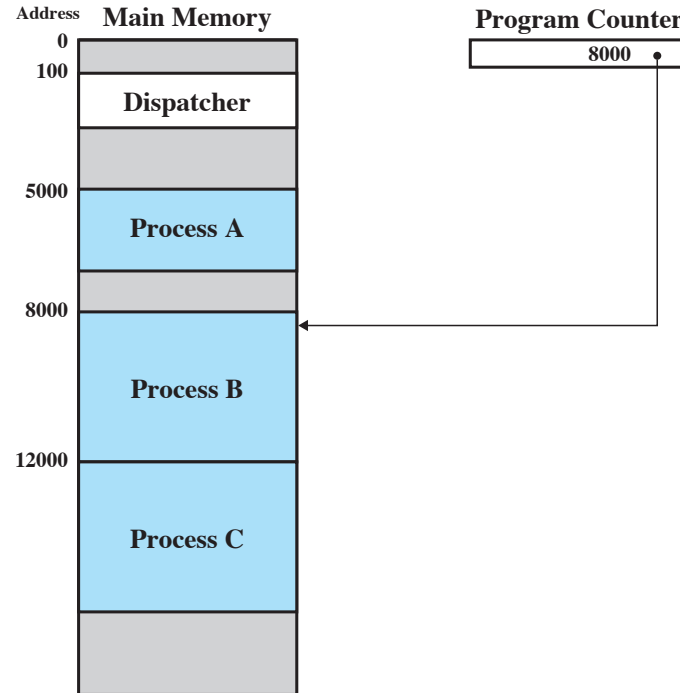 Address
Main Memory
Program Counter
0
8000
100
Dispatcher
5000
Process A
8000
Process B
12000
Process C